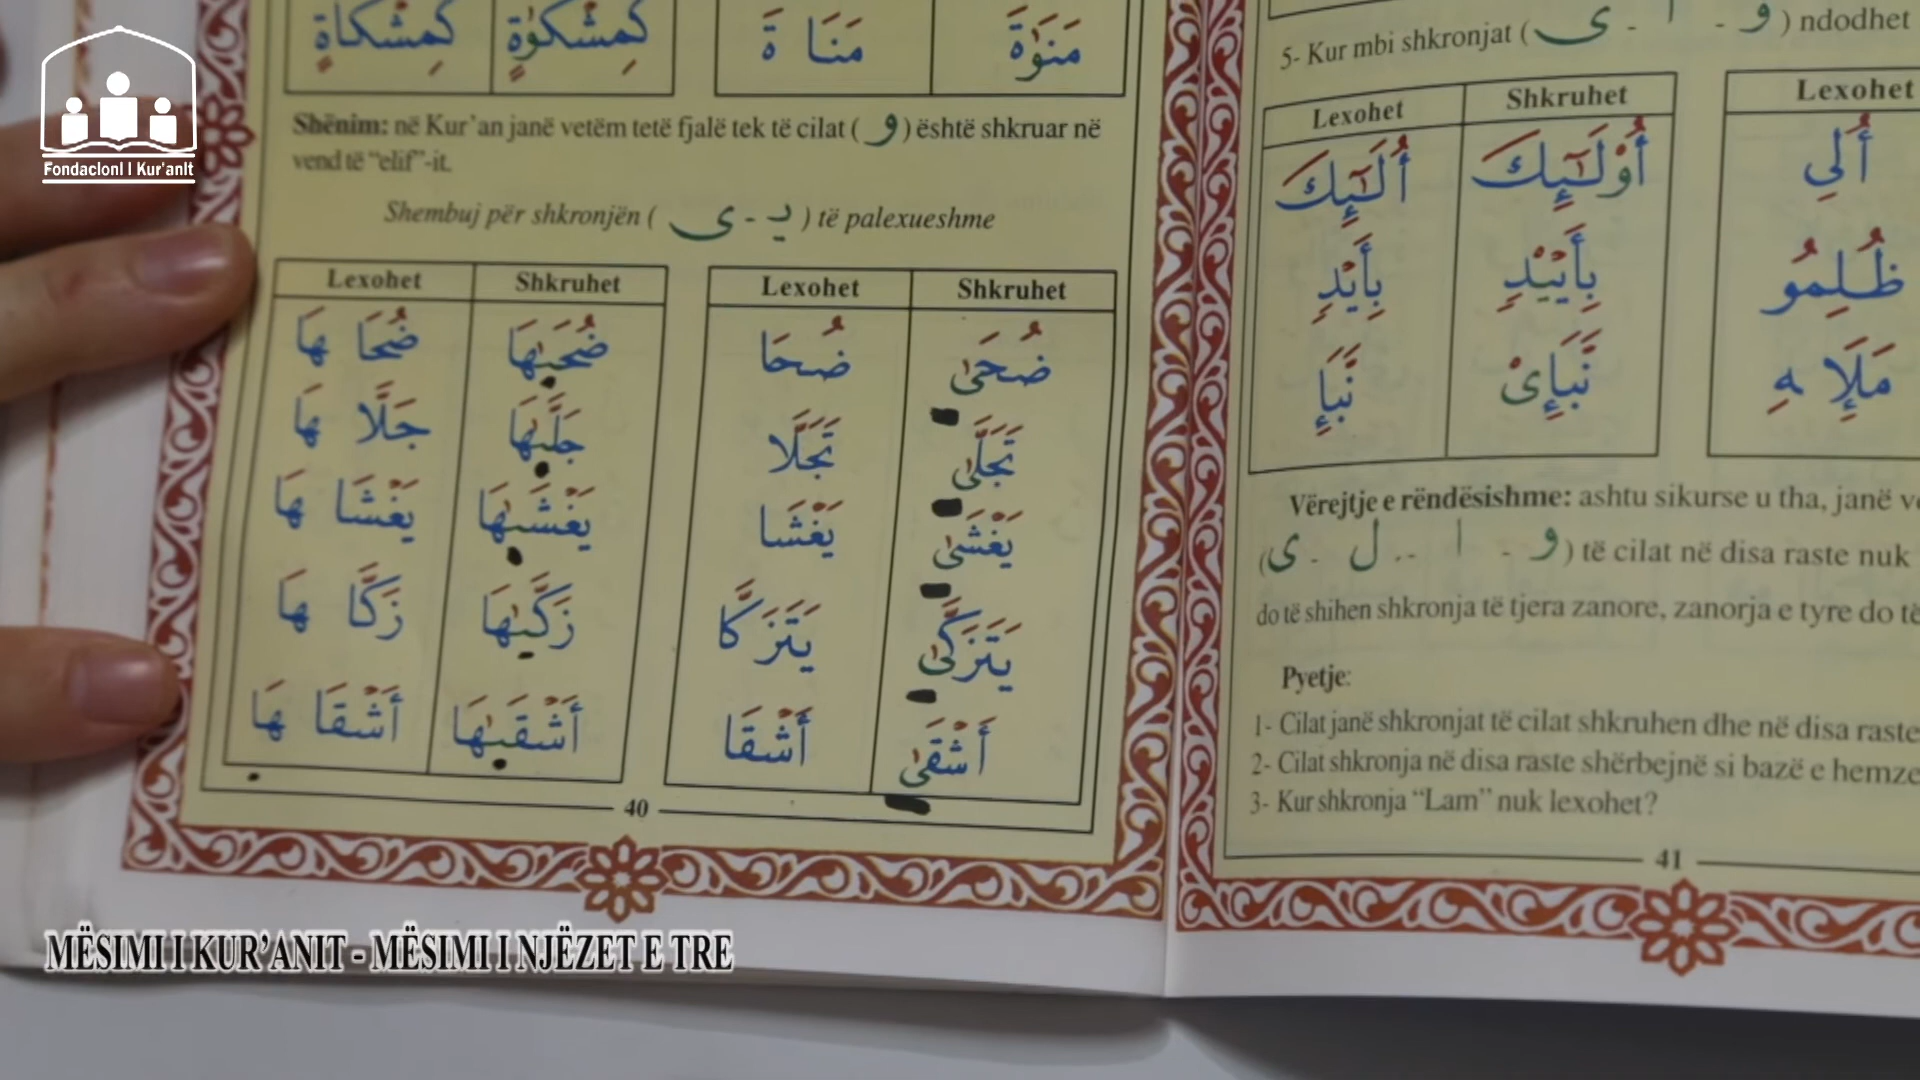 Fondacioni i Kur'anit
كَمِشْكَاةٍ كَمِشْكَوٰةٍ
مَنَا ةَ مَنَوٰةَ
Shënim: në Kur'an janë vetëm tetë fjalë tek të cilat ( و ) është shkruar në
vend të "elif"-it.
Shembuj për shkronjën ( ى - يـ ) të palexueshme
Lexohet Shkruhet
ضُحَا هَا ضُحَىٰهَا
جَلَّا هَا جَلَّىٰهَا
يَغْشَا هَا يَغْشَىٰهَا
زَكَّا هَا زَكَّىٰهَا
أَشْقَا هَا أَشْقَىٰهَا
Lexohet Shkruhet
ضُحَا ضُحَىٰ
تَجَلَّا تَجَلَّىٰ
يَغْشَا يَغْشَىٰ
يَتَزَكَّا يَتَزَكَّىٰ
أَشْقَا أَشْقَىٰ
40
5- Kur mbi shkronjat ( ى - ا - و ) ndodhet
Lexohet Shkruhet
أُلَـٰٓئِكَ أُوْلَـٰٓئِكَ
بِأَيْدٍ بِأَيْيْدٍ
نَّبَإِ نَّبَإِىْ
Lexohet
أُلِي
ظُلِمُو
مَلَإِ هِ
Vërejtje e rëndësishme: ashtu sikurse u tha, janë
(ى - ل - ا - و) të cilat në disa raste nuk
do të shihen shkronja të tjera zanore, zanorja e tyre do të
Pyetje:
1- Cilat janë shkronjat të cilat shkruhen dhe në disa raste
2- Cilat shkronja në disa raste shërbejnë si bazë e hemze
3- Kur shkronja "Lam" nuk lexohet?
41
MËSIMI I KUR'ANIT - MËSIMI I NJËZET E TRE